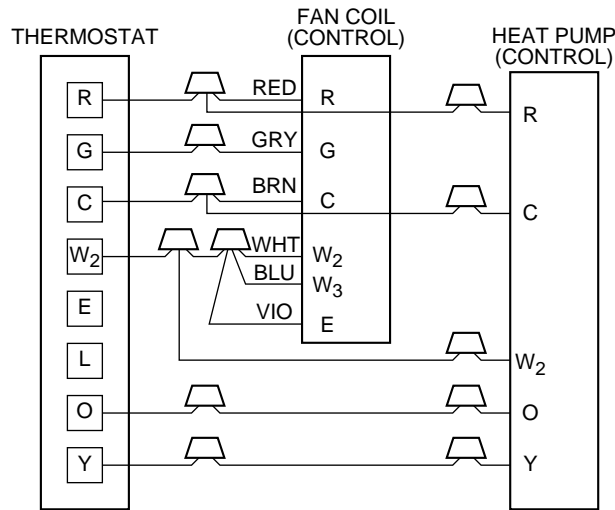 THERMOSTAT
FAN COIL
(CONTROL)
HEAT PUMP
(CONTROL)
R
RED
R
R
G
GRY
G
C
BRN
C
C
W2
WHT
W2
BLU
W3
E
VIO
E
L
W2
O
O
Y
Y